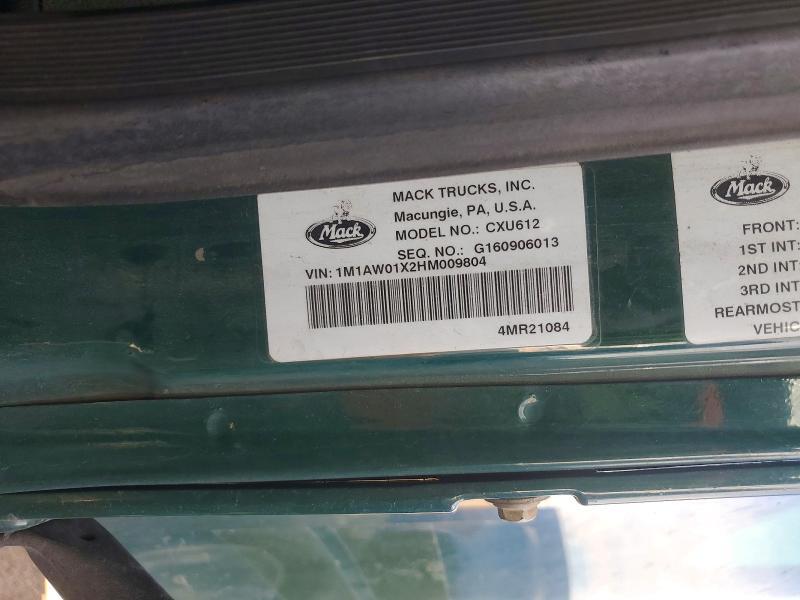 Mack
MACK TRUCKS, INC.
Macungie, PA, U.S.A.
MODEL NO.: CXU612
SEQ. NO.: G160906013
VIN: 1M1AW01X2HM009804
4MR21084
Mack
FRONT:
1ST INT:
2ND INT:
3RD INT
REARMOST
VEHIC